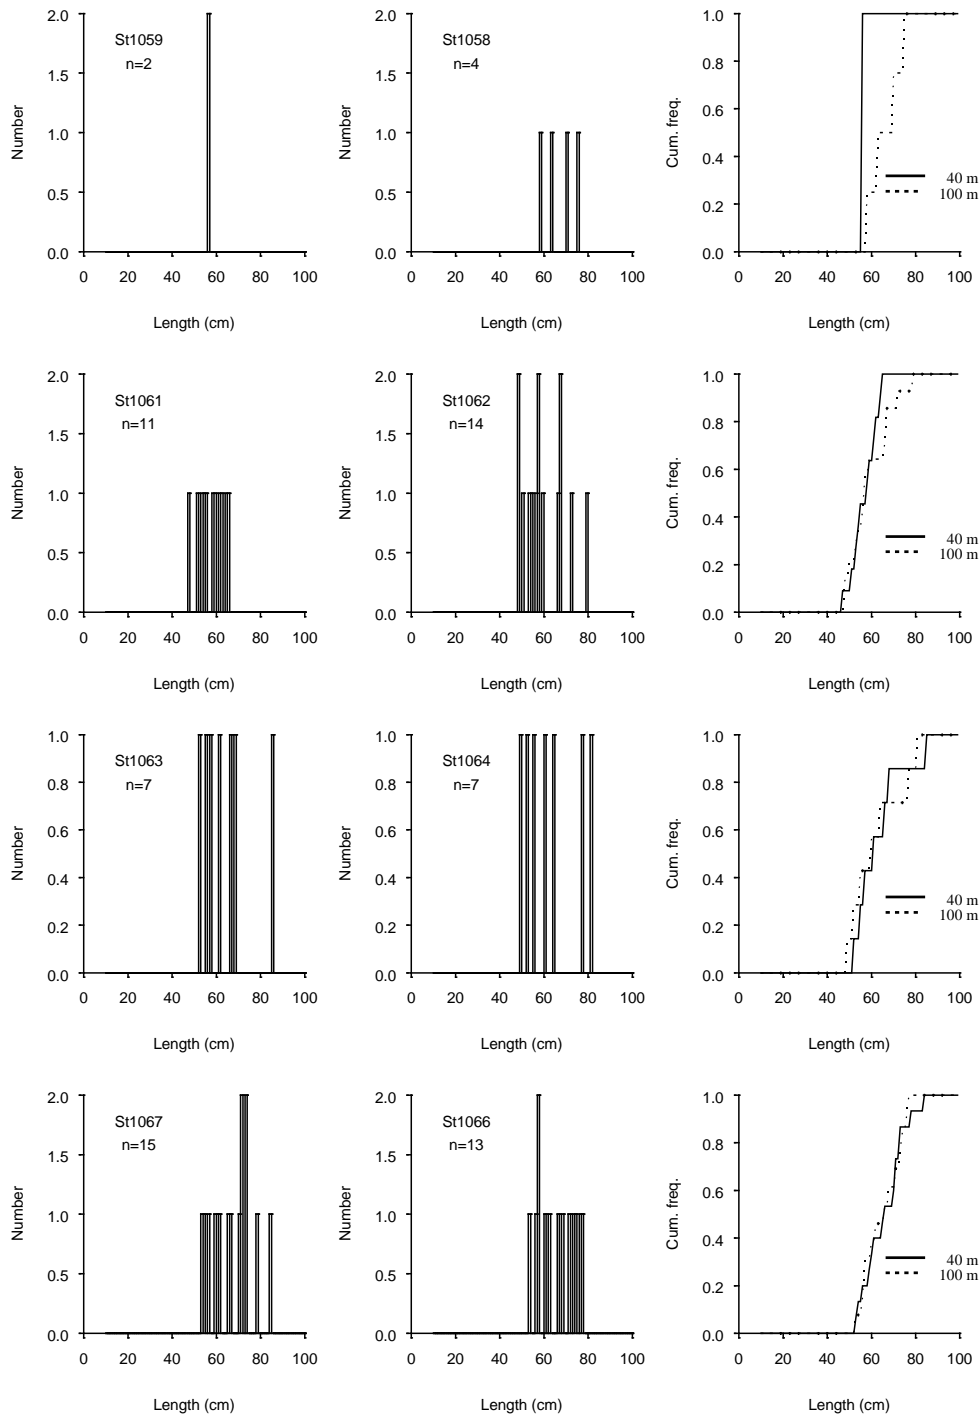 2.0
1.5
1.0
0.5
0.0
Number
St1059
n=2
0 20 40 60 80 100
Length (cm)
2.0
1.5
1.0
0.5
0.0
Number
St1058
n=4
0 20 40 60 80 100
Length (cm)
1.0
0.8
0.6
0.4
0.2
0.0
Cum. freq.
40 m
100 m
0 20 40 60 80 100
Length (cm)
2.0
1.5
1.0
0.5
0.0
Number
St1061
n=11
0 20 40 60 80 100
Length (cm)
2.0
1.5
1.0
0.5
0.0
Number
St1062
n=14
0 20 40 60 80 100
Length (cm)
1.0
0.8
0.6
0.4
0.2
0.0
Cum. freq.
40 m
100 m
0 20 40 60 80 100
Length (cm)
1.0
0.8
0.6
0.4
0.2
0.0
Number
St1063
n=7
0 20 40 60 80 100
Length (cm)
1.0
0.8
0.6
0.4
0.2
0.0
Number
St1064
n=7
0 20 40 60 80 100
Length (cm)
1.0
0.8
0.6
0.4
0.2
0.0
Cum. freq.
40 m
100 m
0 20 40 60 80 100
Length (cm)
2.0
1.5
1.0
0.5
0.0
Number
St1067
n=15
0 20 40 60 80 100
Length (cm)
2.0
1.5
1.0
0.5
0.0
Number
St1066
n=13
0 20 40 60 80 100
Length (cm)
1.0
0.8
0.6
0.4
0.2
0.0
Cum. freq.
40 m
100 m
0 20 40 60 80 100
Length (cm)